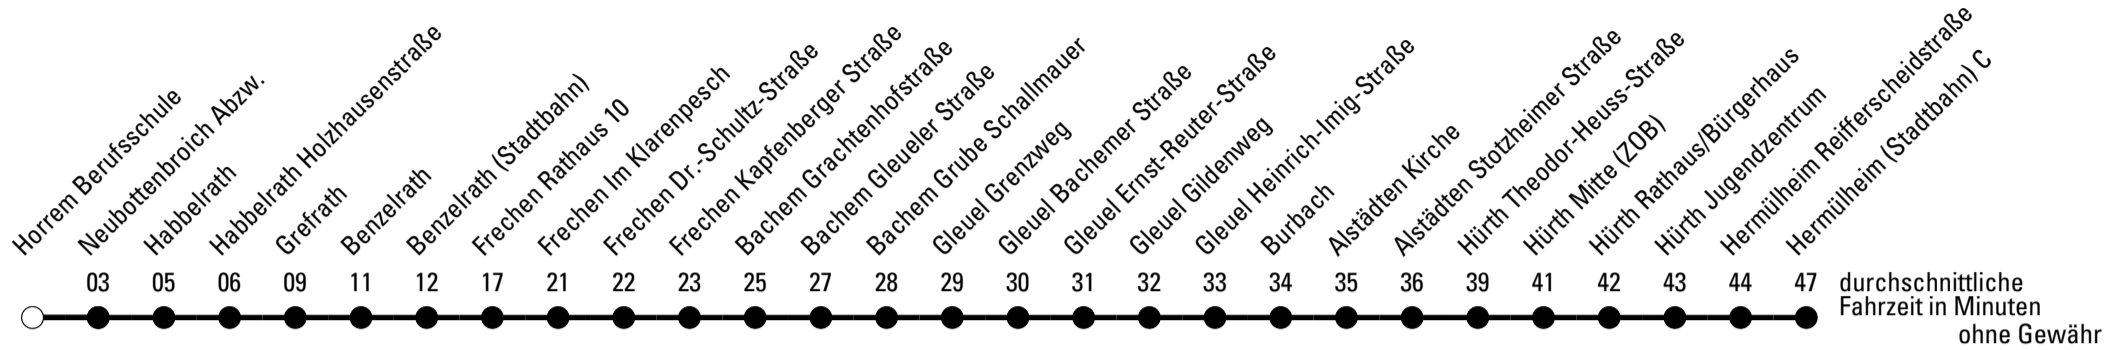 Horrem Berufsschule
Neubottenbroich Abzw.
Habbelrath
Habbelrath Holzhausenstraße
Grefrath
Benzelrath
Benzelrath (Stadtbahn)
Frechen Rathaus 10
Frechen Im Klarenpesch
Frechen Dr.-Schultz-Straße
Frechen Kapfenberger Straße
Bachem Grachtenhofstraße
Bachem Gleueler Straße
Bachem Grube Schallmauer
Gleuel Grenzweg
Gleuel Bachemer Straße
Gleuel Ernst-Reuter-Straße
Gleuel Gildenweg
Gleuel Heinrich-Imig-Straße
Burbach
Alstädten Kirche
Alstädten Stotzheimer Straße
Hürth Theodor-Heuss-Straße
Hürth Mitte (ZOB)
Hürth Rathaus/Bürgerhaus
Hürth Jugendzentrum
Hermülheim Reifferscheidstraße
Hermülheim (Stadtbahn) C
03 05 06 09 11 12 17 21 22 23 25 27 28 29 30 31 32 33 34 35 36 39 41 42 43 44 47 durchschnittliche
Fahrzeit in Minuten
ohne Gewähr